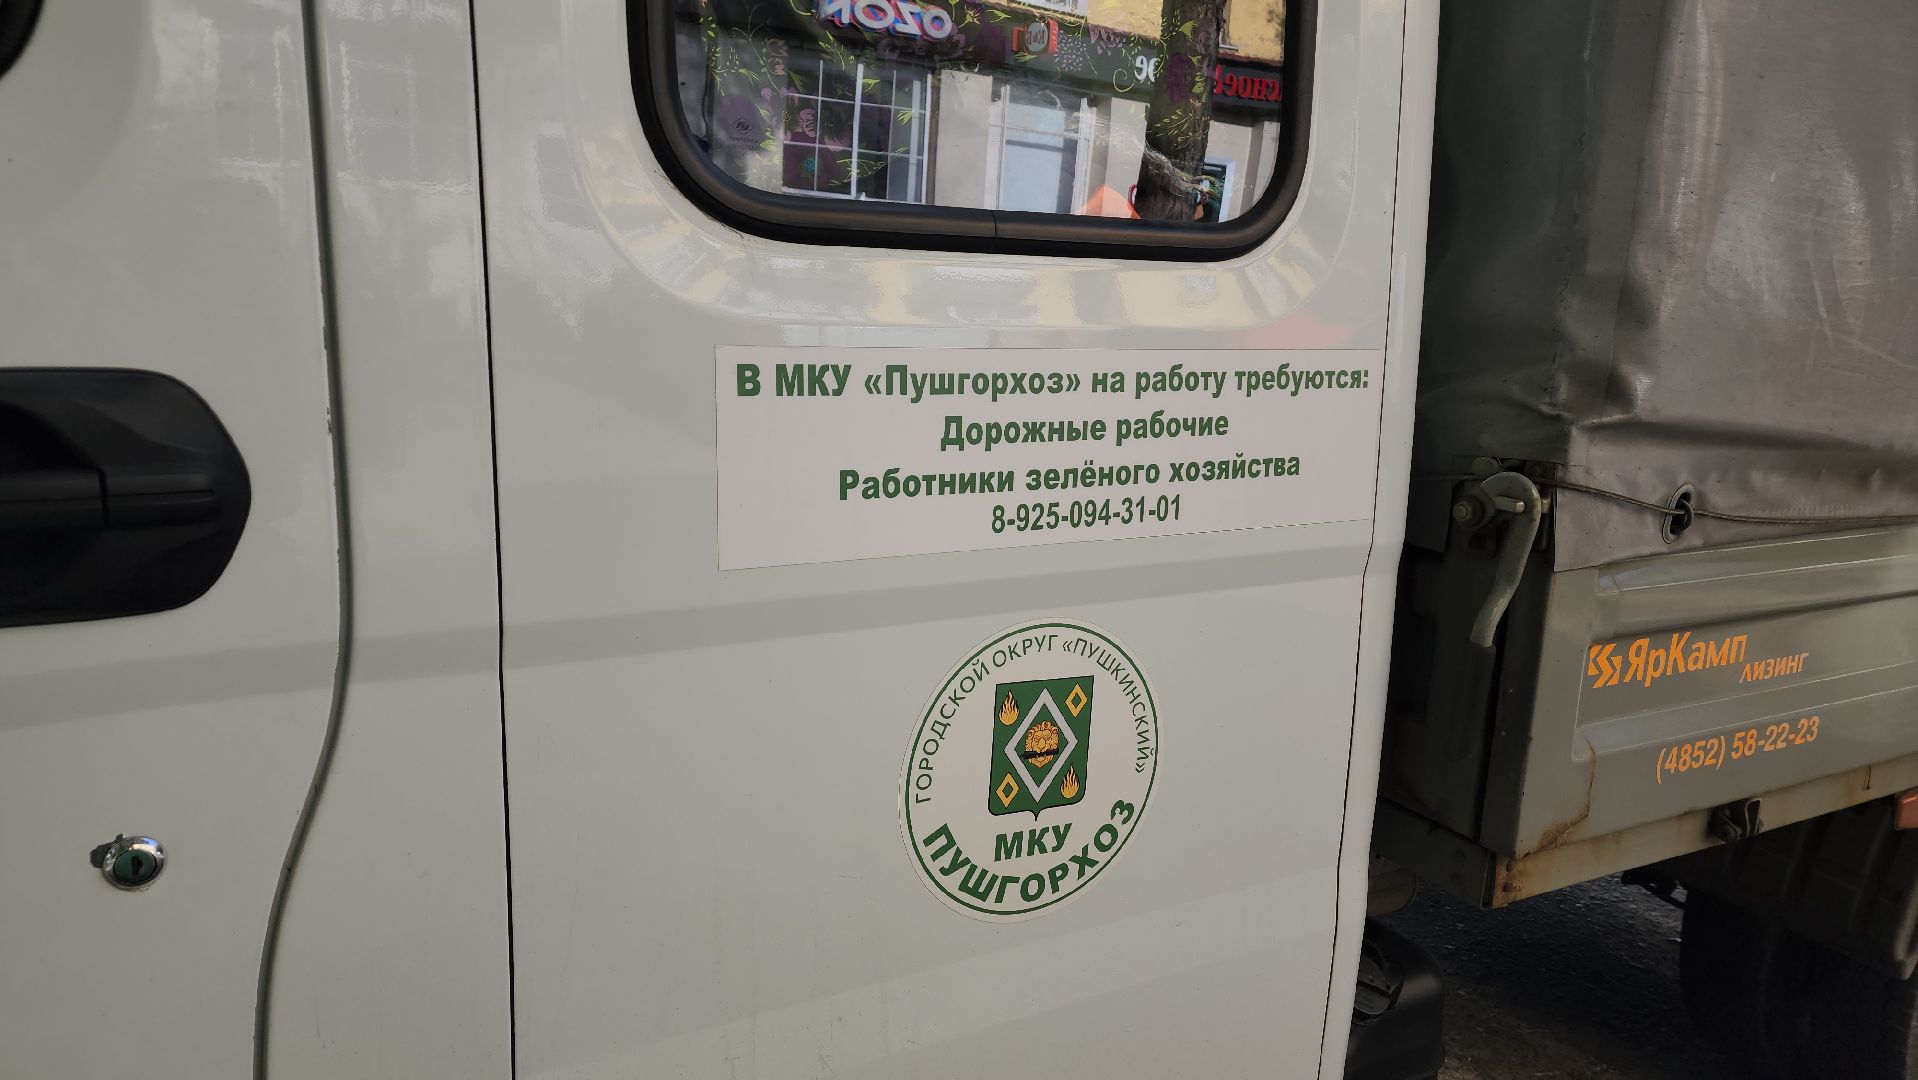 OZON
В МКУ «Пушгорхоз» на работу требуются:
Дорожные рабочие
Работники зелёного хозяйства
8-925-094-31-01
ГОРОДСКОЙ ОКРУГ «ПУШКИНСКИЙ»
МКУ
ПУШГОРХОЗ
ЯрКамп
лизинг
(4852) 58-22-23